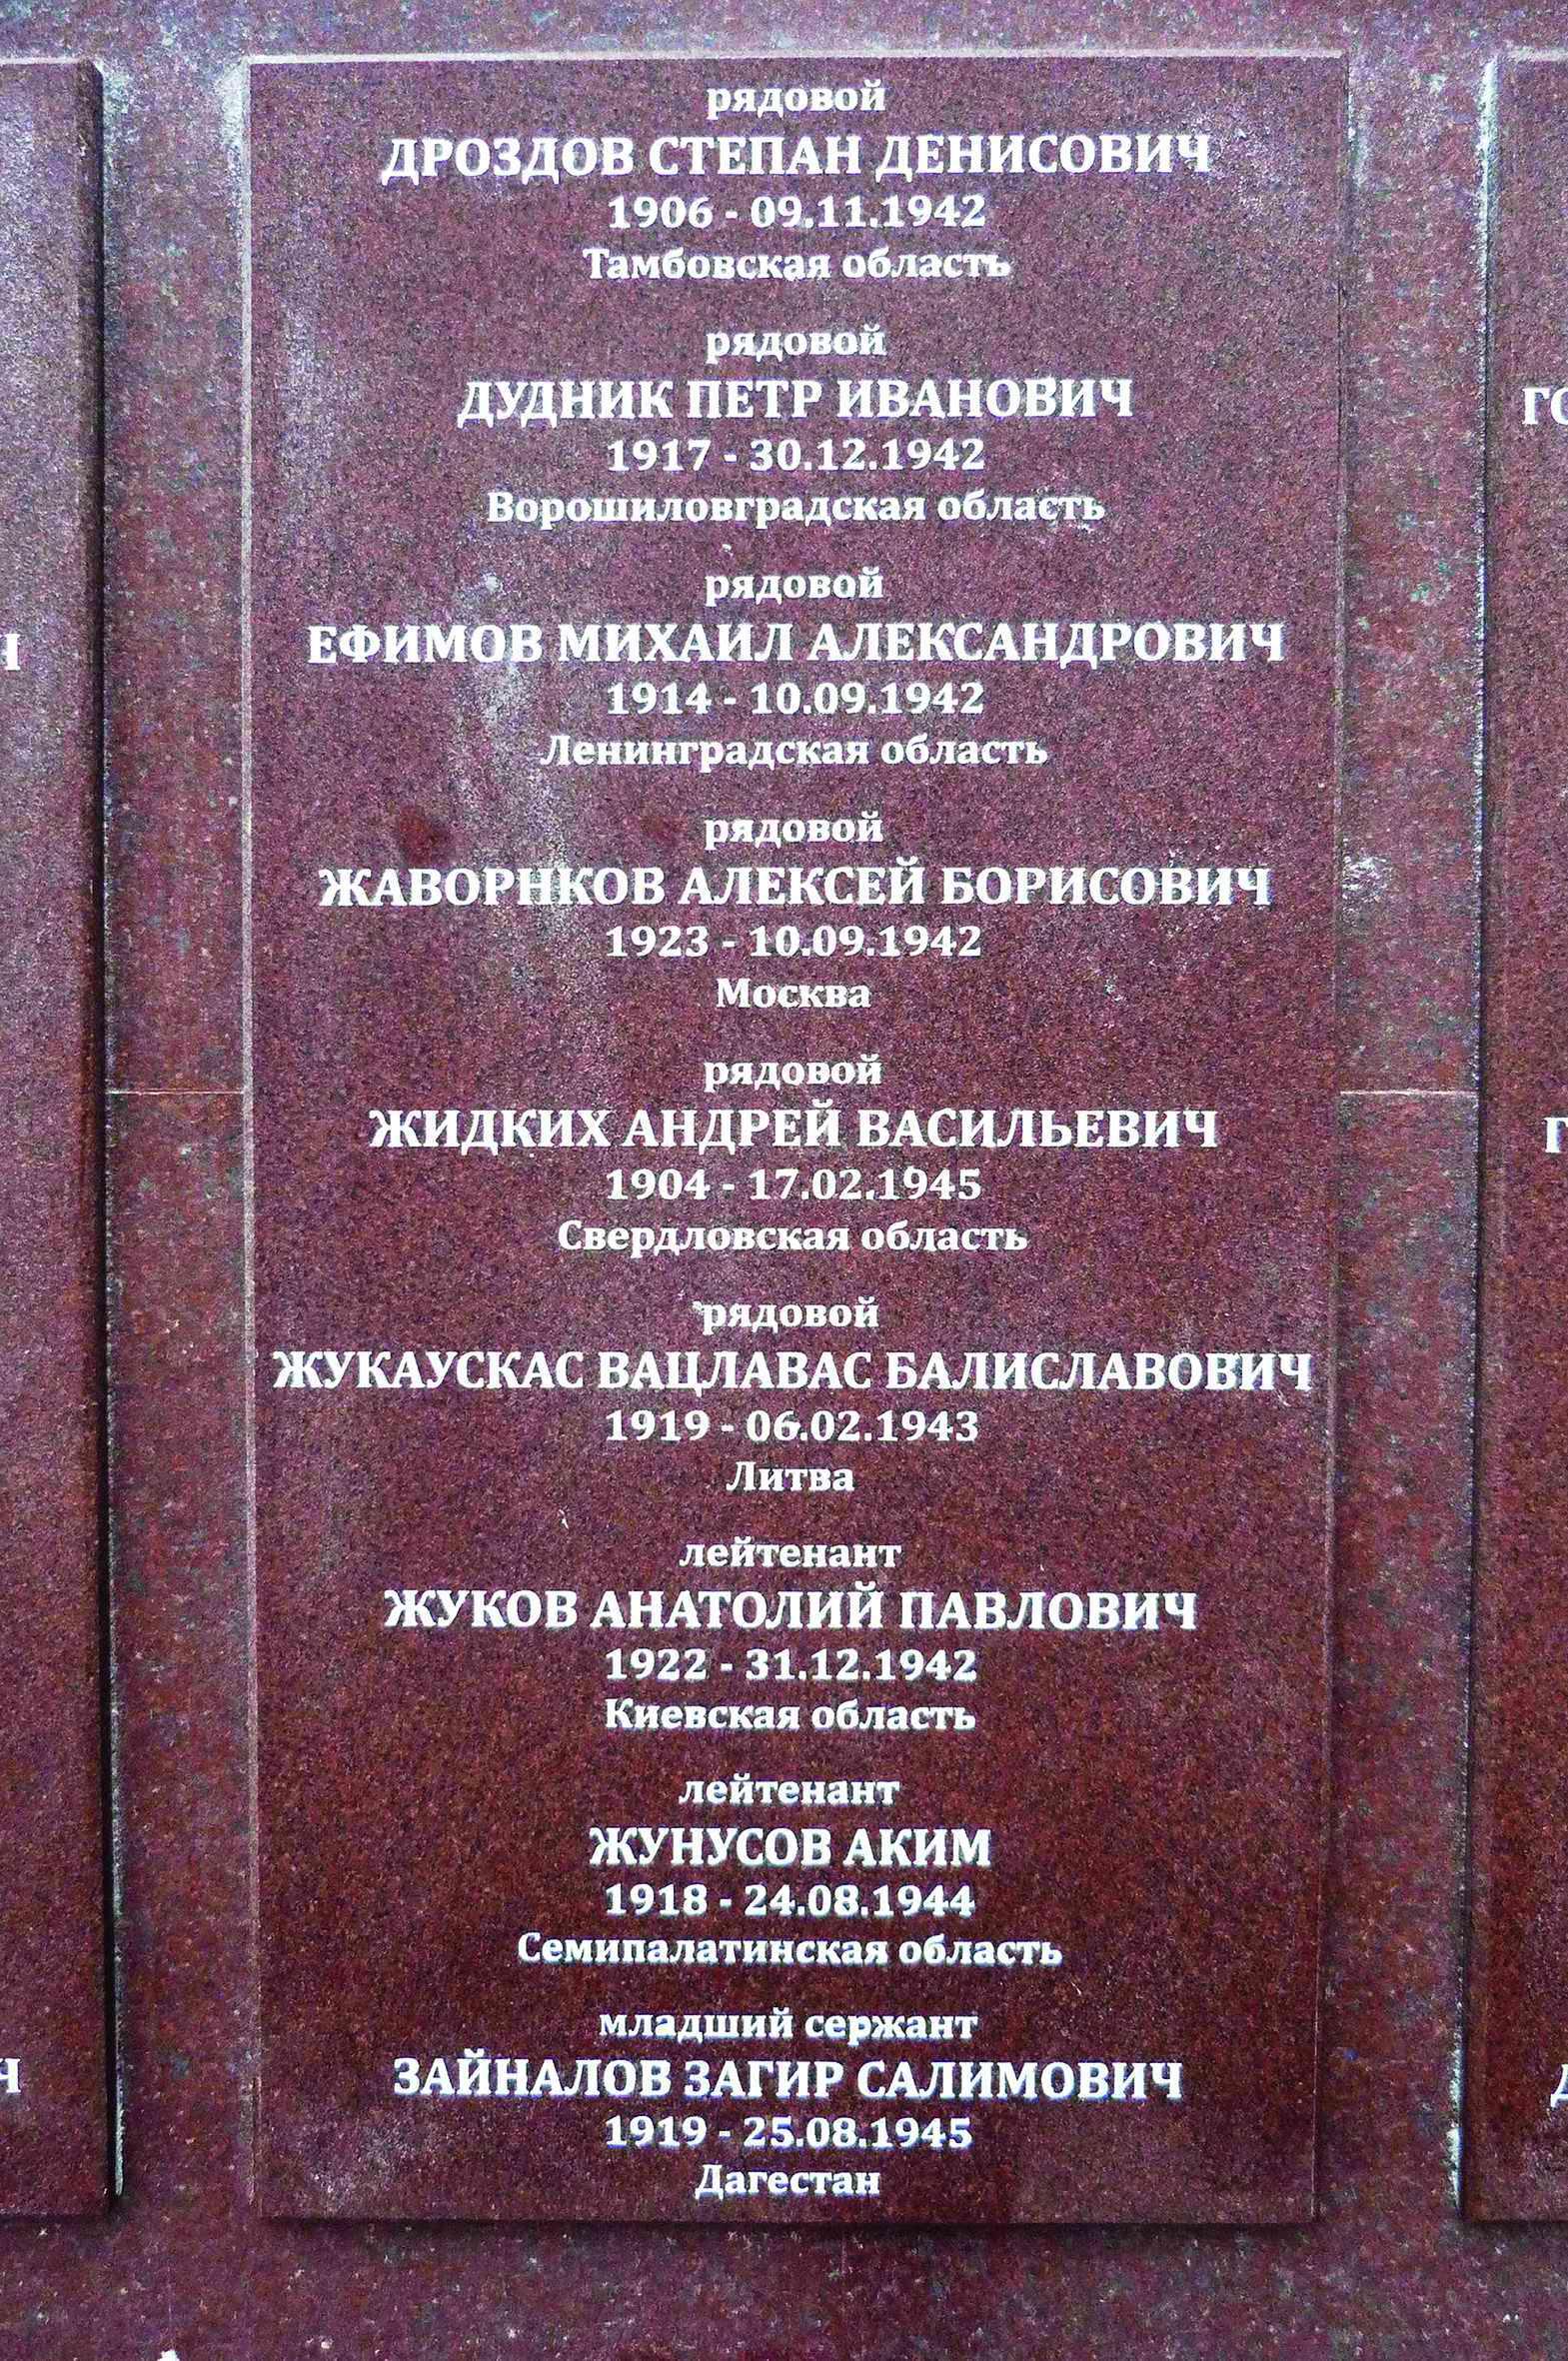 рядовой
ДРОЗДОВ СТЕПАН ДЕНИСОВИЧ
1906 - 09.11.1942
Тамбовская область
рядовой
ДУДНИК ПЕТР ИВАНОВИЧ
1917 - 30.12.1942
Ворошиловградская область
рядовой
ЕФИМОВ МИХАИЛ АЛЕКСАНДРОВИЧ
1914 - 10.09.1942
Ленинградская область
рядовой
ЖАВОРНКОВ АЛЕКСЕЙ БОРИСОВИЧ
1923 - 10.09.1942
Москва
рядовой
ЖИДКИХ АНДРЕЙ ВАСИЛЬЕВИЧ
1904 - 17.02.1945
Свердловская область
рядовой
ЖУКАУСКАС ВАЦЛАВАС БАЛИСЛАВОВИЧ
1919 - 06.02.1943
Литва
лейтенант
ЖУКОВ АНАТОЛИЙ ПАВЛОВИЧ
1922 - 31.12.1942
Киевская область
лейтенант
ЖУНУСОВ АКИМ
1918 - 24.08.1944
Семипалатинская область
младший сержант
ЗАЙНАЛОВ ЗАГИР САЛИМОВИЧ
1919 - 25.08.1945
Дагестан